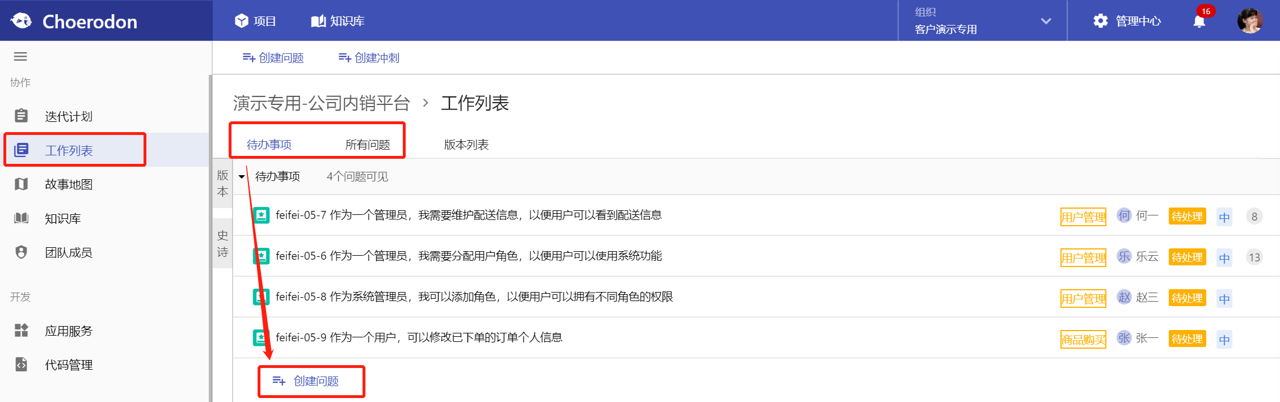 Choerodon
项目
知识库
组织
客户演示专用
管理中心
16
创建问题
创建冲刺
协作
迭代计划
工作列表
故事地图
知识库
团队成员
开发
应用服务
代码管理
演示专用-公司内销平台 > 工作列表
待办事项
所有问题
版本列表
版本
史诗
待办事项 4个问题可见
feifei-05-7 作为一个管理员，我需要维护配送信息，以便用户可以看到配送信息 用户管理 何 何一 待处理 中 8
feifei-05-6 作为一个管理员，我需要分配用户角色，以便用户可以使用系统功能 用户管理 乐 乐云 待处理 中 13
feifei-05-8 作为系统管理员，我可以添加角色，以便用户可以拥有不同角色的权限 用户管理 赵 赵三 待处理 中
feifei-05-9 作为一个用户，可以修改已下单的订单个人信息 商品购买 张 张一 待处理 中
创建问题